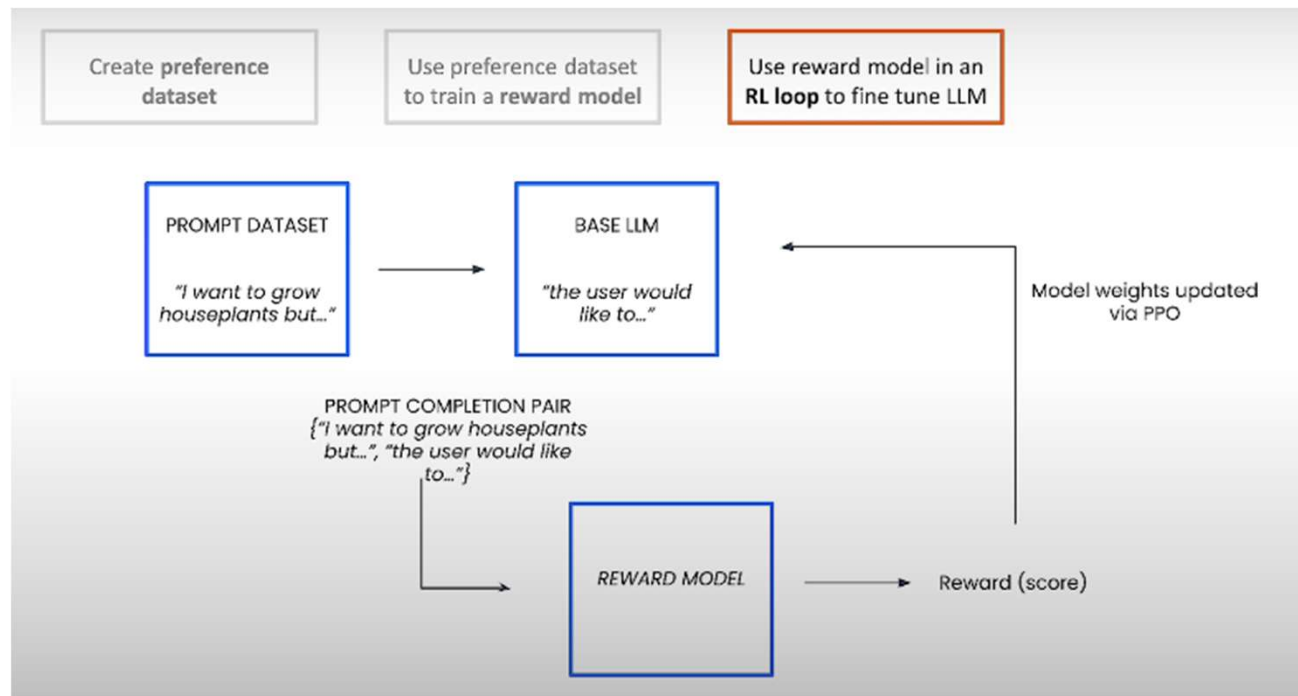 Create preference
dataset
Use preference dataset
to train a reward model
Use reward model in an
RL loop to fine tune LLM
PROMPT DATASET
"I want to grow
houseplants but..."
BASE LLM
"the user would
like to..."
Model weights updated
via PPO
PROMPT COMPLETION PAIR
{"I want to grow houseplants
but...", "the user would like
to..."}
REWARD MODEL
Reward (score)